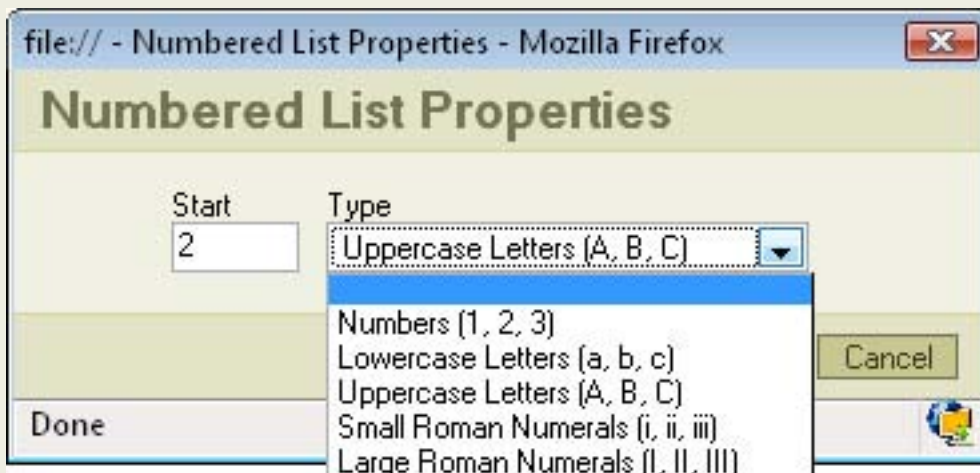 file:// - Numbered List Properties - Mozilla Firefox
Numbered List Properties
Start Type
2 Uppercase Letters (A, B, C)
Numbers (1, 2, 3)
Lowercase Letters (a, b, c)
Uppercase Letters (A, B, C)
Small Roman Numerals (i, ii, iii)
Large Roman Numerals (I, II, III)
Cancel
Done